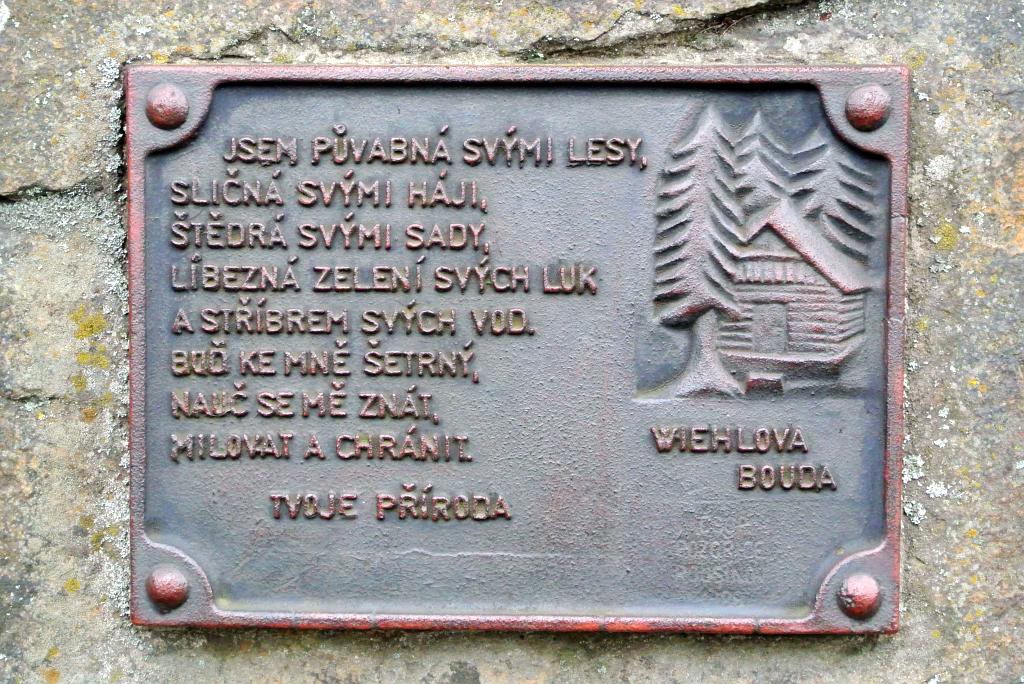 JSEM PŮVABNÁ SVÝMI LESY,
SLIČNÁ SVÝMI HÁJI,
ŠTĚDRÁ SVÝMI SADY,
LÍBEZNÁ ZELENÍ SVÝCH LUK
A STŘÍBREM SVÝCH VOD.
BUĎ KE MNĚ ŠETRNÝ,
NAUČ SE MĚ ZNÁT,
MILOVAT A CHRÁNIT.
TVOJE PŘÍRODA
WIEHLOVA
BOUDA